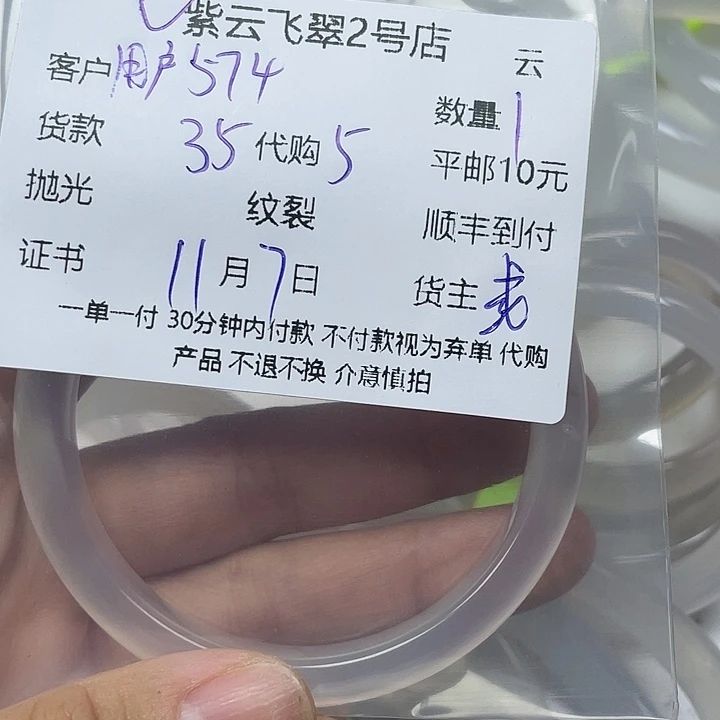 紫云飞翠2号店 云
客户 用户574 数量 1
货款 35 代购 5 平邮10元
抛光 纹裂 顺丰到付
证书 11月7日 货主
一单一付 30分钟内付款 不付款视为弃单 代购
产品 不退不换 介意慎拍